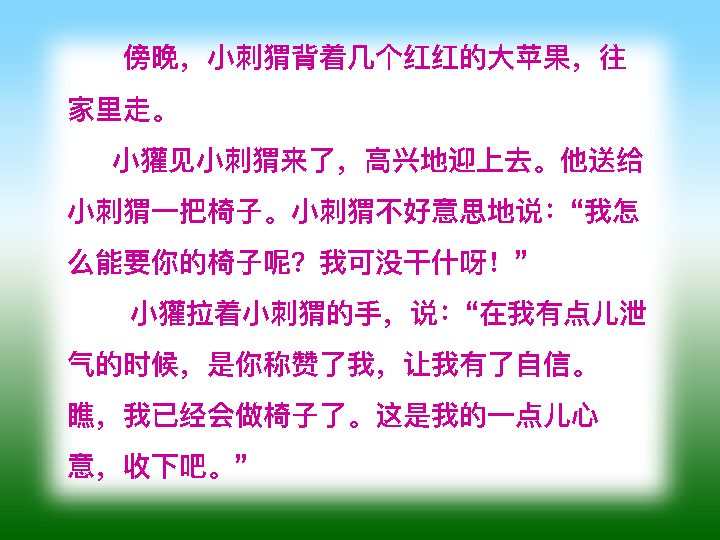 傍晚，小刺猬背着几个红红的大苹果，往
家里走。
小獾见小刺猬来了，高兴地迎上去。他送给
小刺猬一把椅子。小刺猬不好意思地说：“我怎
么能要你的椅子呢？我可没干什呀！”
小獾拉着小刺猬的手，说：“在我有点儿泄
气的时候，是你称赞了我，让我有了自信。
瞧，我已经会做椅子了。这是我的一点儿心
意，收下吧。”